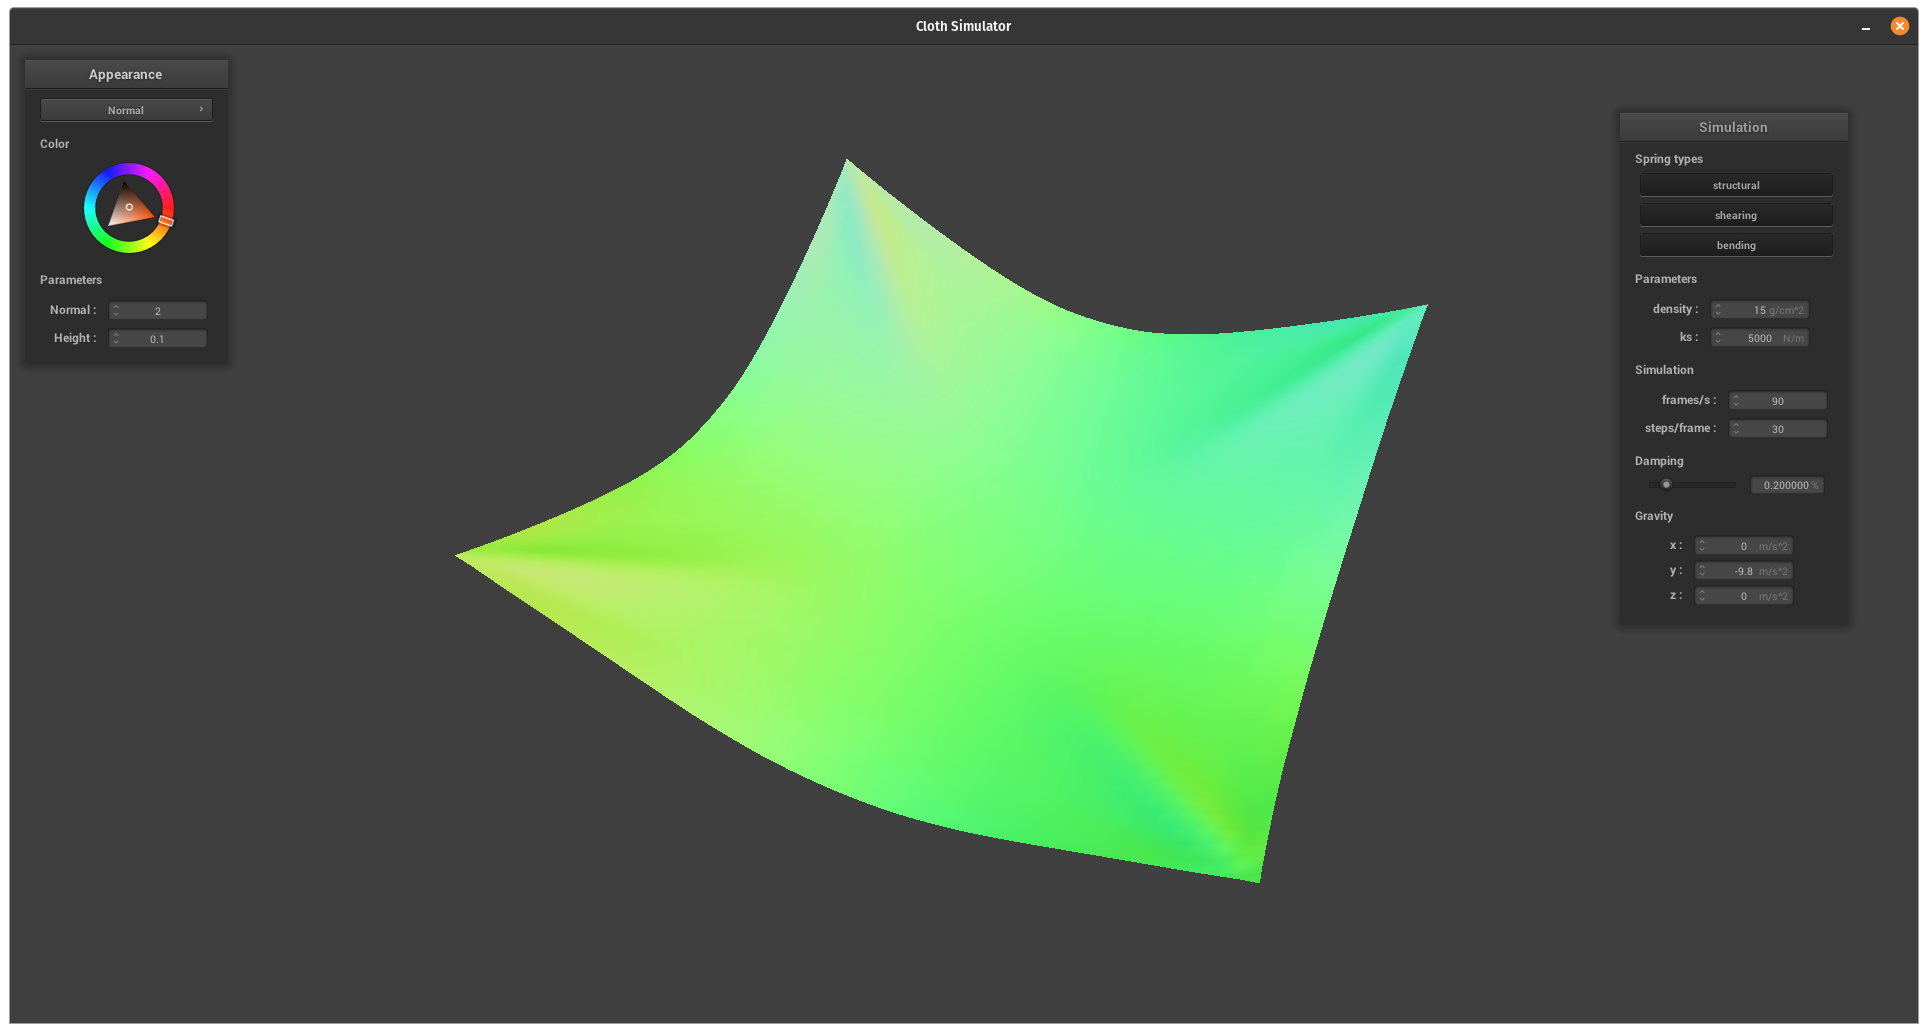 Cloth Simulator
Appearance
Normal
Color
Parameters
Normal : 2
Height : 0.1
Simulation
Spring types
structural
shearing
bending
Parameters
density : 15 g/cm^2
ks : 5000 N/m
Simulation
frames/s : 90
steps/frame : 30
Damping
0.200000 %
Gravity
x : 0 m/s^2
y : -9.8 m/s^2
z : 0 m/s^2